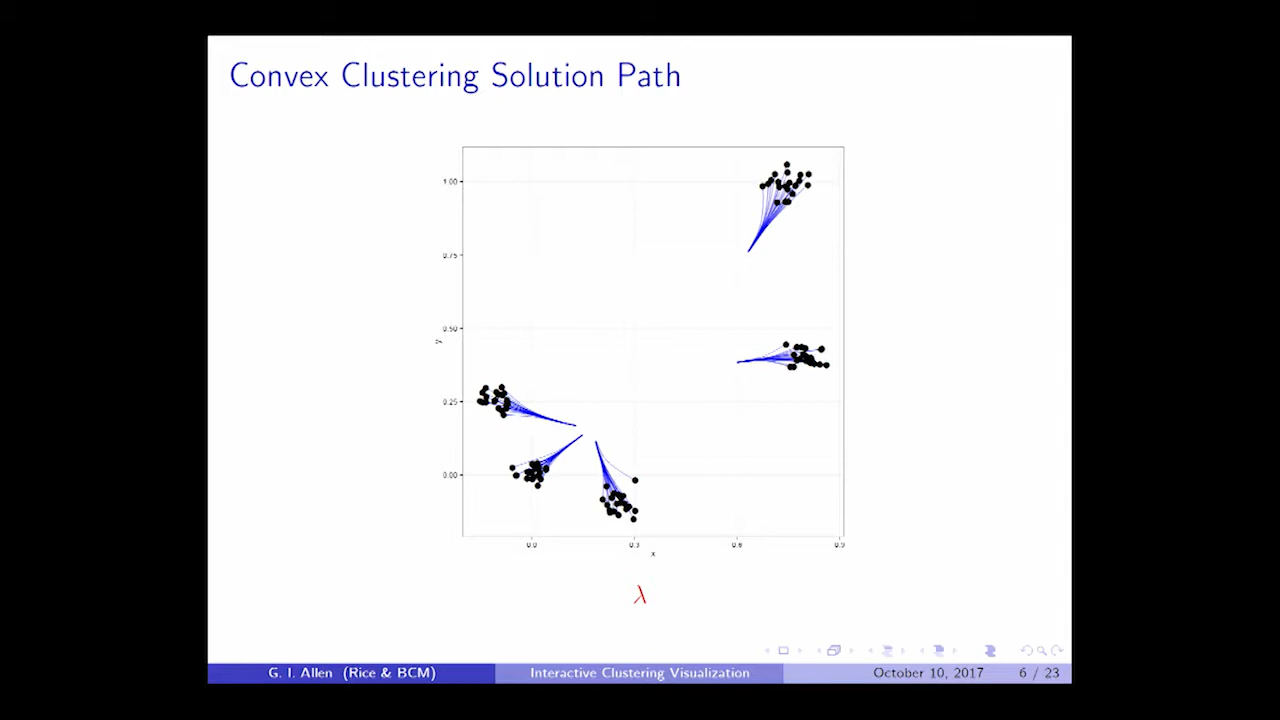 Convex Clustering Solution Path
1.00
0.75
0.50
y
0.25
0.00
0.0 0.3 0.6 0.9
x
λ
G. I. Allen (Rice & BCM) Interactive Clustering Visualization October 10, 2017 6 / 23